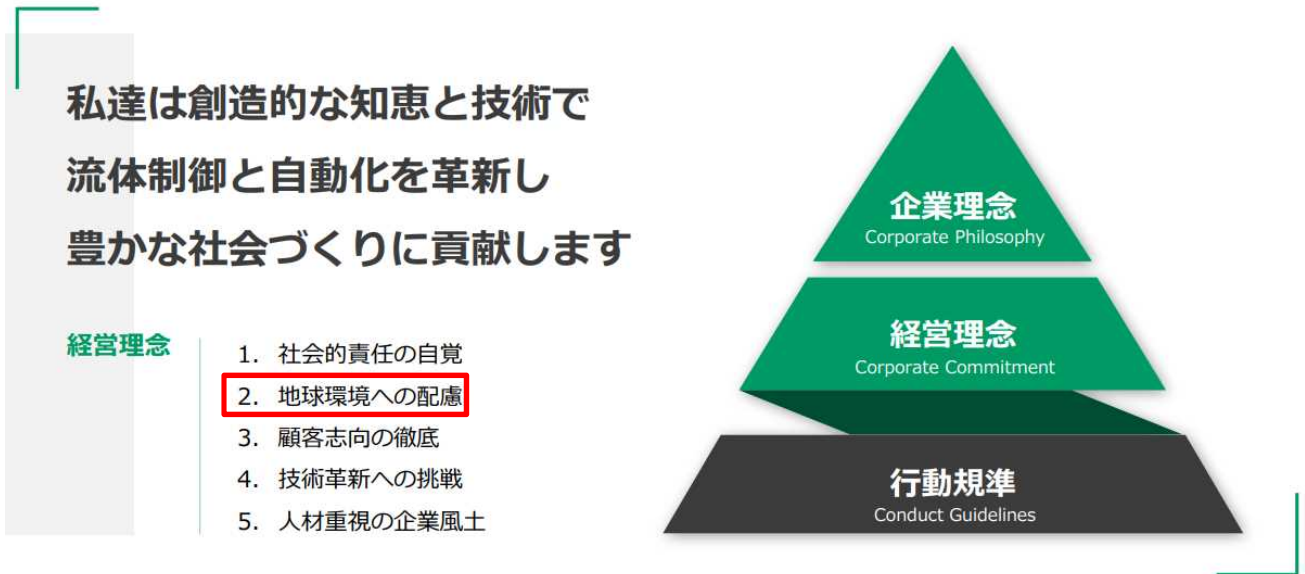 私達は創造的な知恵と技術で
流体制御と自動化を革新し
豊かな社会づくりに貢献します
経営理念
1. 社会的責任の自覚
2. 地球環境への配慮
3. 顧客志向の徹底
4. 技術革新への挑戦
5. 人材重視の企業風土
企業理念
Corporate Philosophy
経営理念
Corporate Commitment
行動規準
Conduct Guidelines